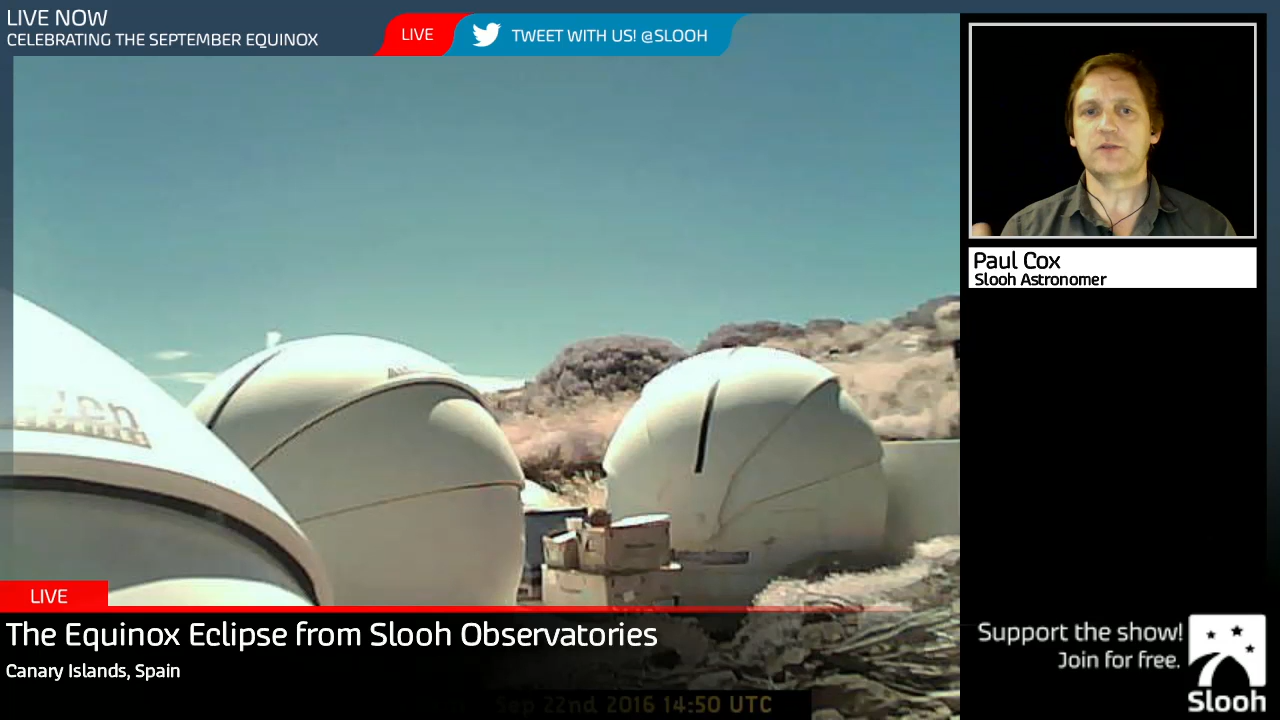 LIVE NOW
CELEBRATING THE SEPTEMBER EQUINOX
LIVE
TWEET WITH US! @SLOOH
Paul Cox
Slooh Astronomer
LIVE
The Equinox Eclipse from Slooh Observatories
Canary Islands, Spain
Sep 22nd 2016 14:50 UTC
Support the show!
Join for free.
Slooh